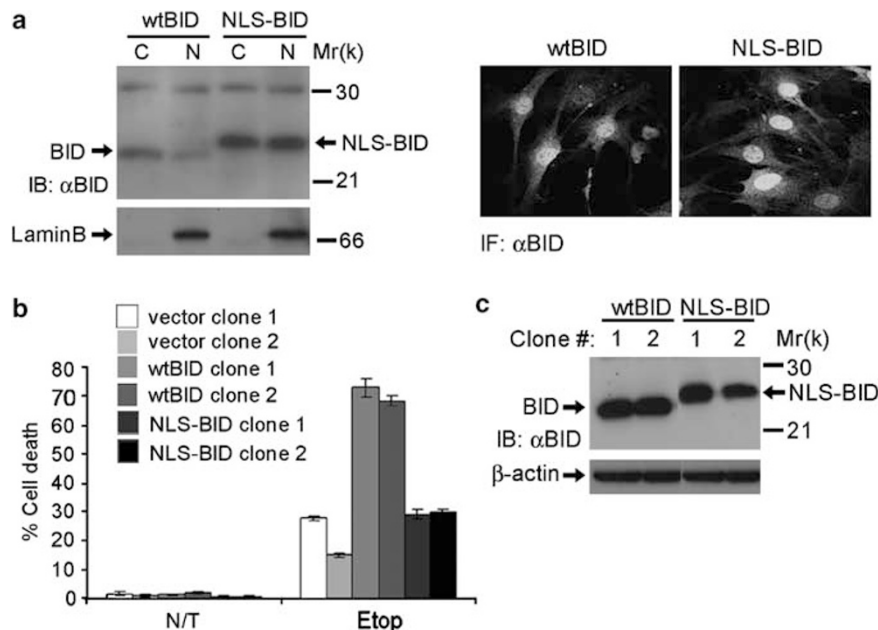 a
wtBID NLS-BID
C N C N Mr(k)
30
BID NLS-BID
21
IB: αBID
LaminB
66
wtBID NLS-BID
IF: αBID
b
vector clone 1
vector clone 2
wtBID clone 1
wtBID clone 2
NLS-BID clone 1
NLS-BID clone 2
% Cell death
80
70
60
50
40
30
20
10
0
N/T Etop
c
wtBID NLS-BID
Clone #: 1 2 1 2 Mr(k)
30
NLS-BID
BID
21
IB: αBID
β-actin